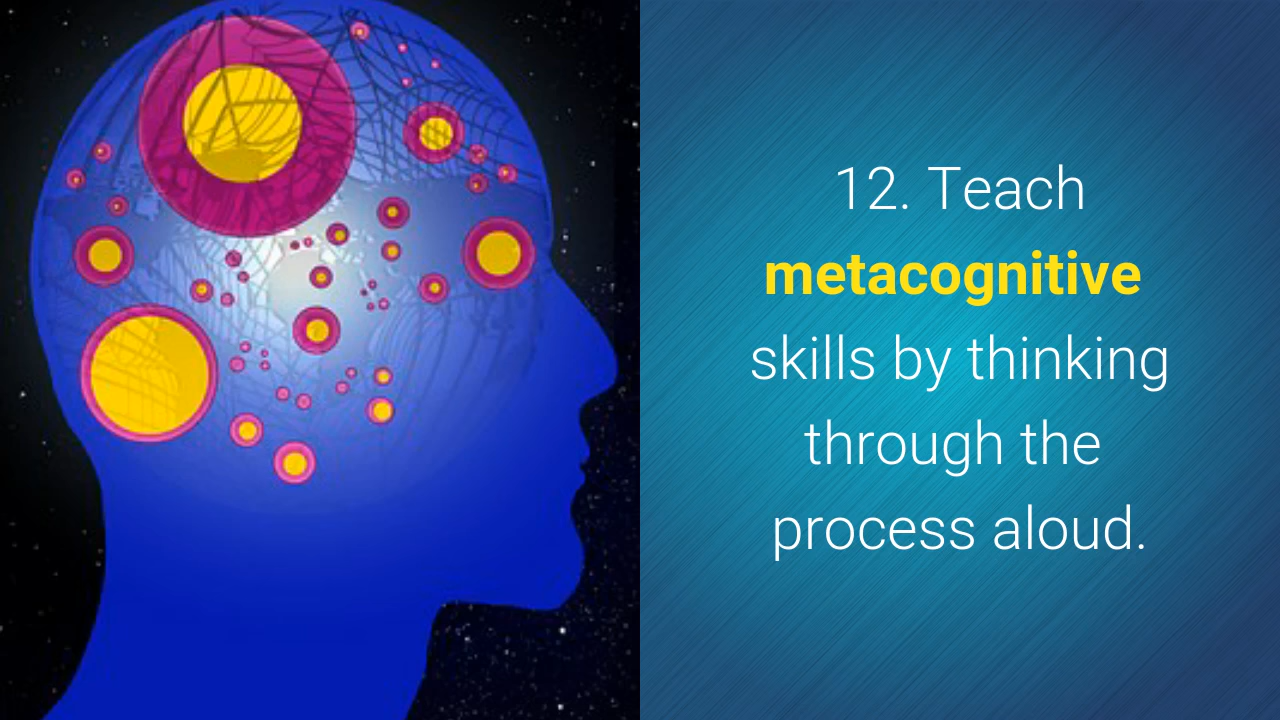 12. Teach
metacognitive
skills by thinking
through the
process aloud.